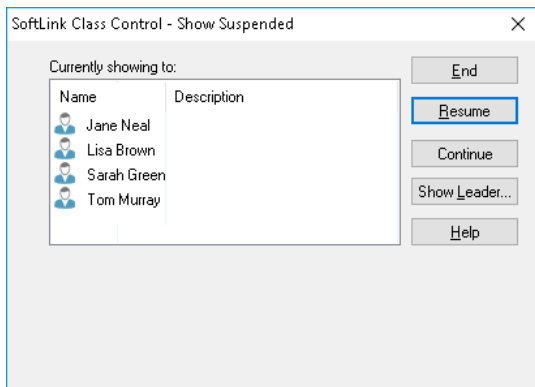 SoftLink Class Control - Show Suspended
Currently showing to:
Name Description
Jane Neal
Lisa Brown
Sarah Green
Tom Murray
End
Resume
Continue
Show Leader...
Help